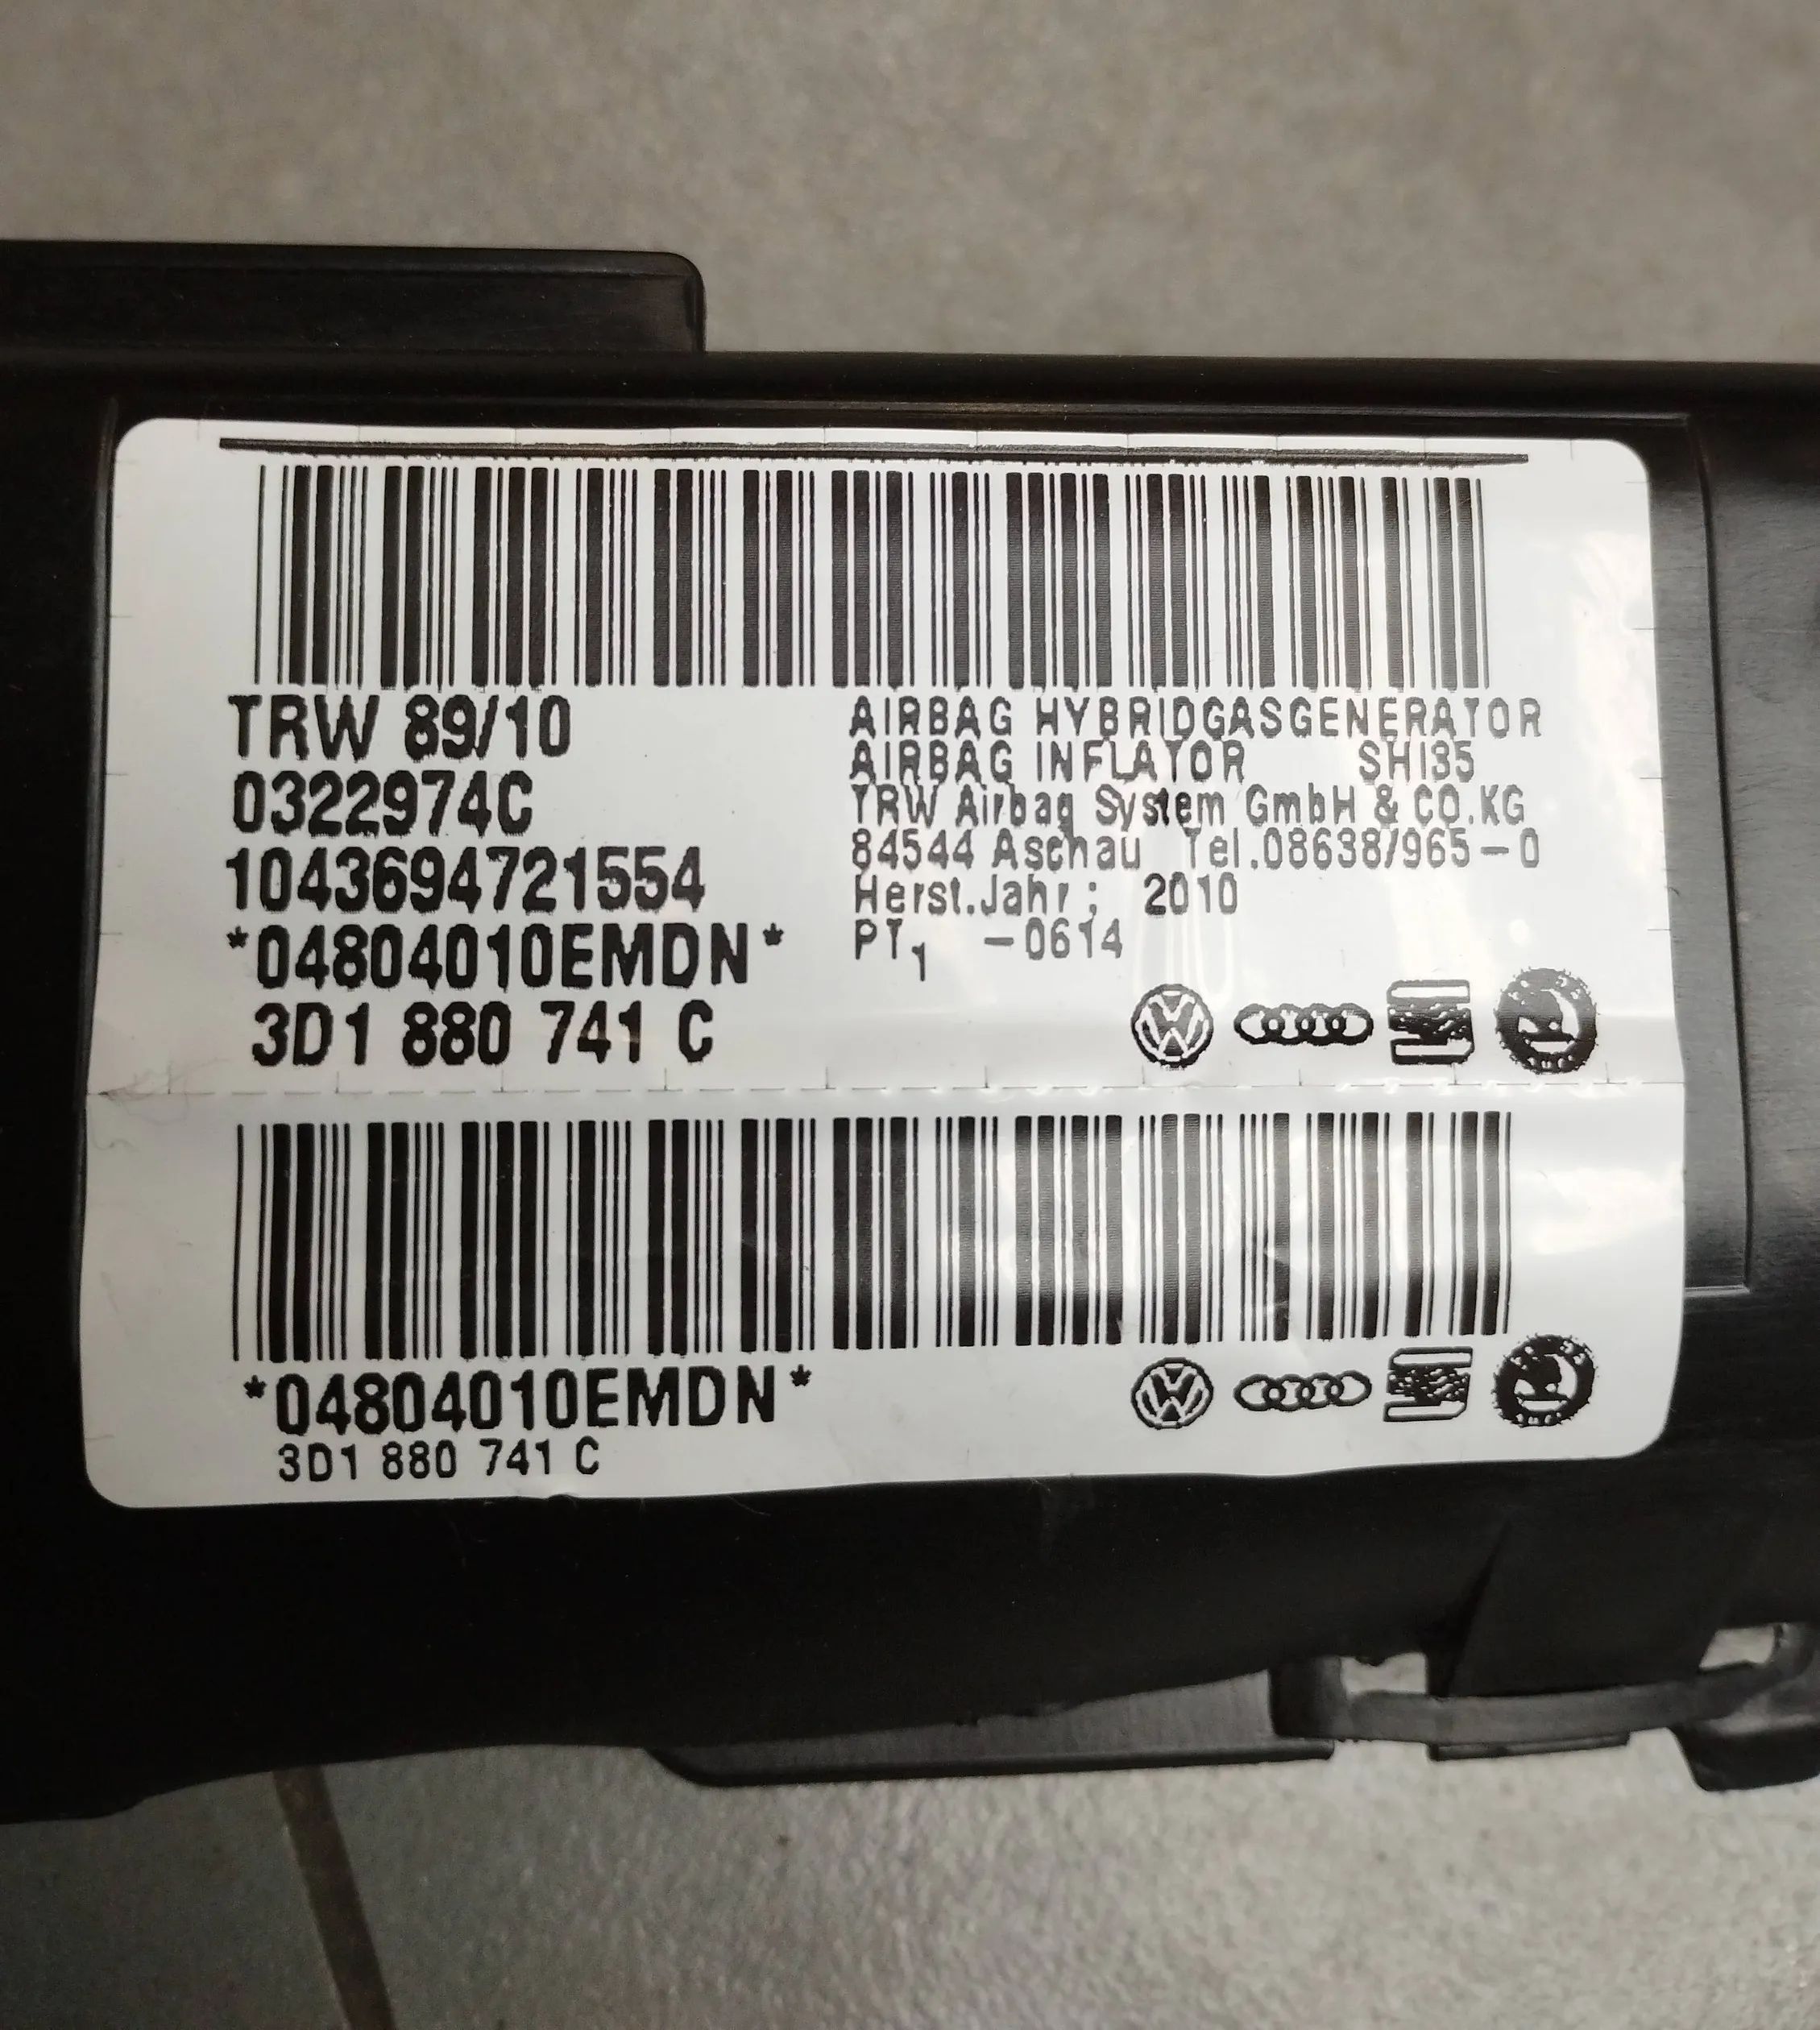 TRW 89/10
0322974C
1043694721554
*04804010EMDN*
3D1 880 741 C
AIRBAG HYBRIDGASGENERATOR
AIRBAG INFLATOR SHI35
TRW Airbag System GmbH & CO.KG
84544 Aschau Tel.08638/965-0
Herst.Jahr: 2010
PT1 -0614
*04804010EMDN*
3D1 880 741 C